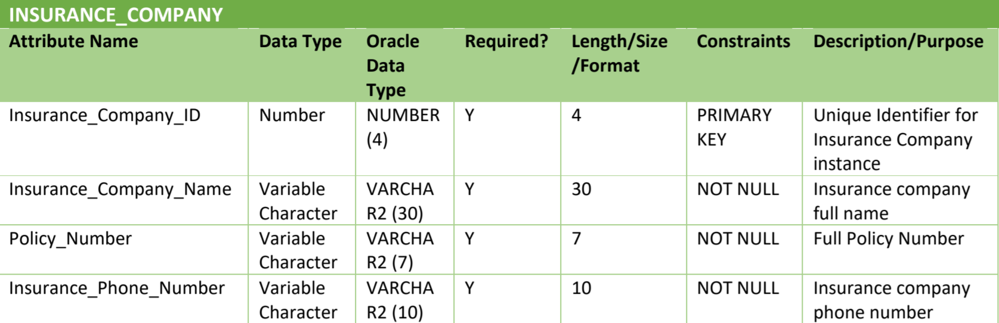 INSURANCE_COMPANY
Attribute Name Data Type Oracle Required? Length/Size Constraints Description/Purpose
Data /Format
Type
Insurance_Company_ID Number NUMBER Y 4 PRIMARY Unique Identifier for
(4) KEY Insurance Company
instance
Insurance_Company_Name Variable VARCHA Y 30 NOT NULL Insurance company
Character R2 (30) full name
Policy_Number Variable VARCHA Y 7 NOT NULL Full Policy Number
Character R2 (7)
Insurance_Phone_Number Variable VARCHA Y 10 NOT NULL Insurance company
Character R2 (10) phone number